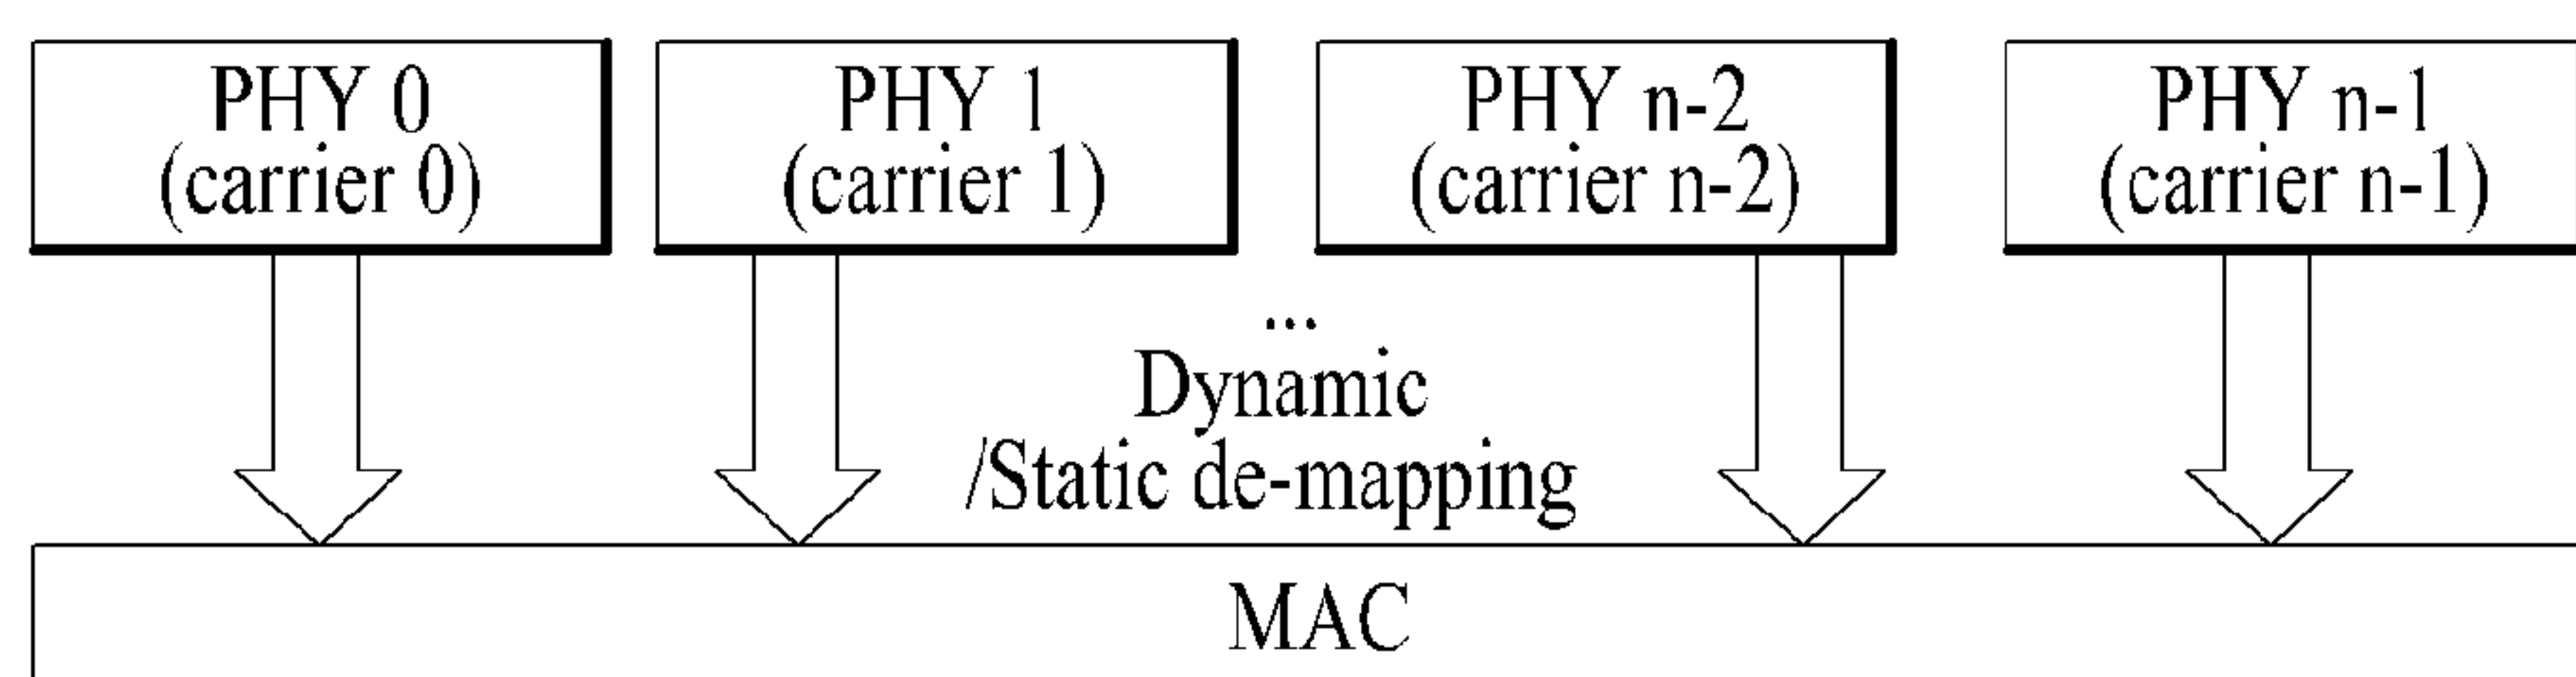 PHY 0
(carrier 0)
PHY 1
(carrier 1)
PHY n-2
(carrier n-2)
PHY n-1
(carrier n-1)
...
Dynamic
/Static de-mapping
MAC